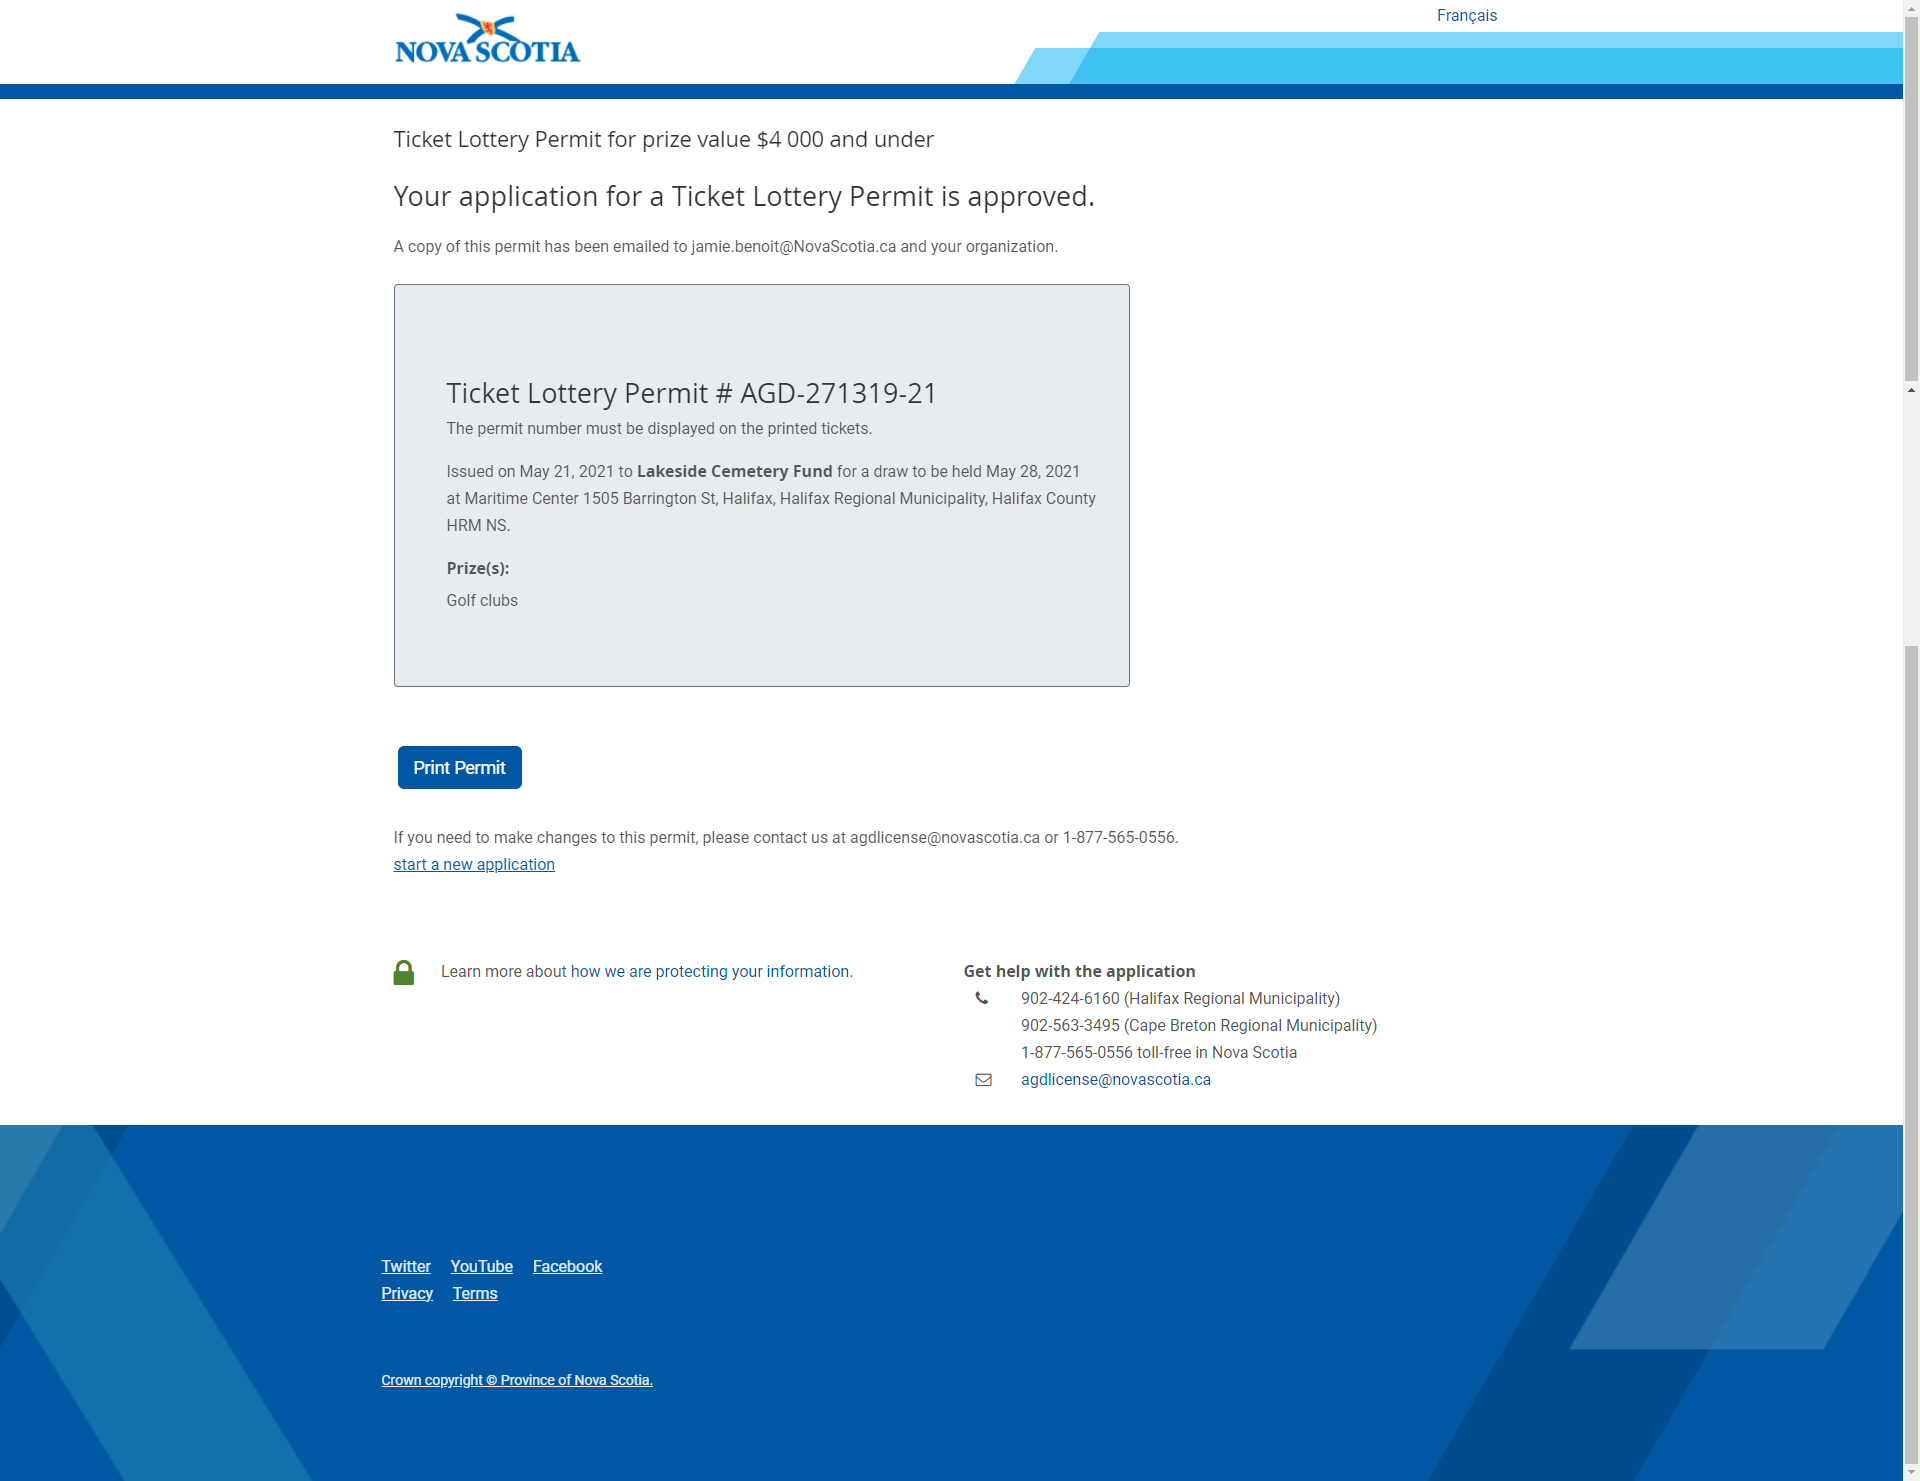 Français
NOVA SCOTIA
Ticket Lottery Permit for prize value $4 000 and under
Your application for a Ticket Lottery Permit is approved.
A copy of this permit has been emailed to jamie.benoit@NovaScotia.ca and your organization.
Ticket Lottery Permit # AGD-271319-21
The permit number must be displayed on the printed tickets.
Issued on May 21, 2021 to Lakeside Cemetery Fund for a draw to be held May 28, 2021
at Maritime Center 1505 Barrington St, Halifax, Halifax Regional Municipality, Halifax County
HRM NS.
Prize(s):
Golf clubs
Print Permit
If you need to make changes to this permit, please contact us at agdlicense@novascotia.ca or 1-877-565-0556.
start a new application
Learn more about how we are protecting your information.
Get help with the application
902-424-6160 (Halifax Regional Municipality)
902-563-3495 (Cape Breton Regional Municipality)
1-877-565-0556 toll-free in Nova Scotia
agdlicense@novascotia.ca
Twitter YouTube Facebook
Privacy Terms
Crown copyright © Province of Nova Scotia.